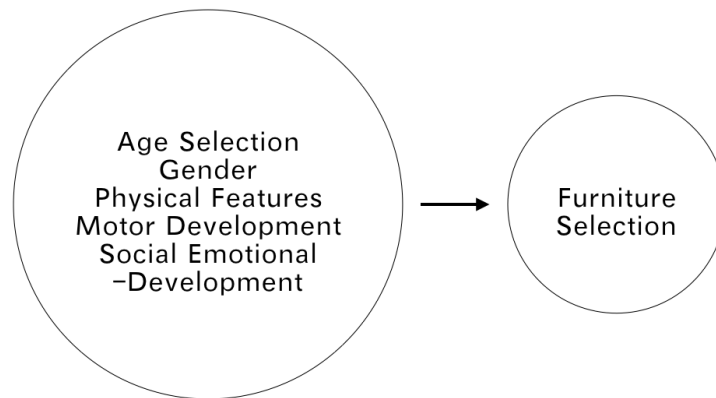 Age Selection
Gender
Physical Features
Motor Development
Social Emotional
-Development
Furniture
Selection